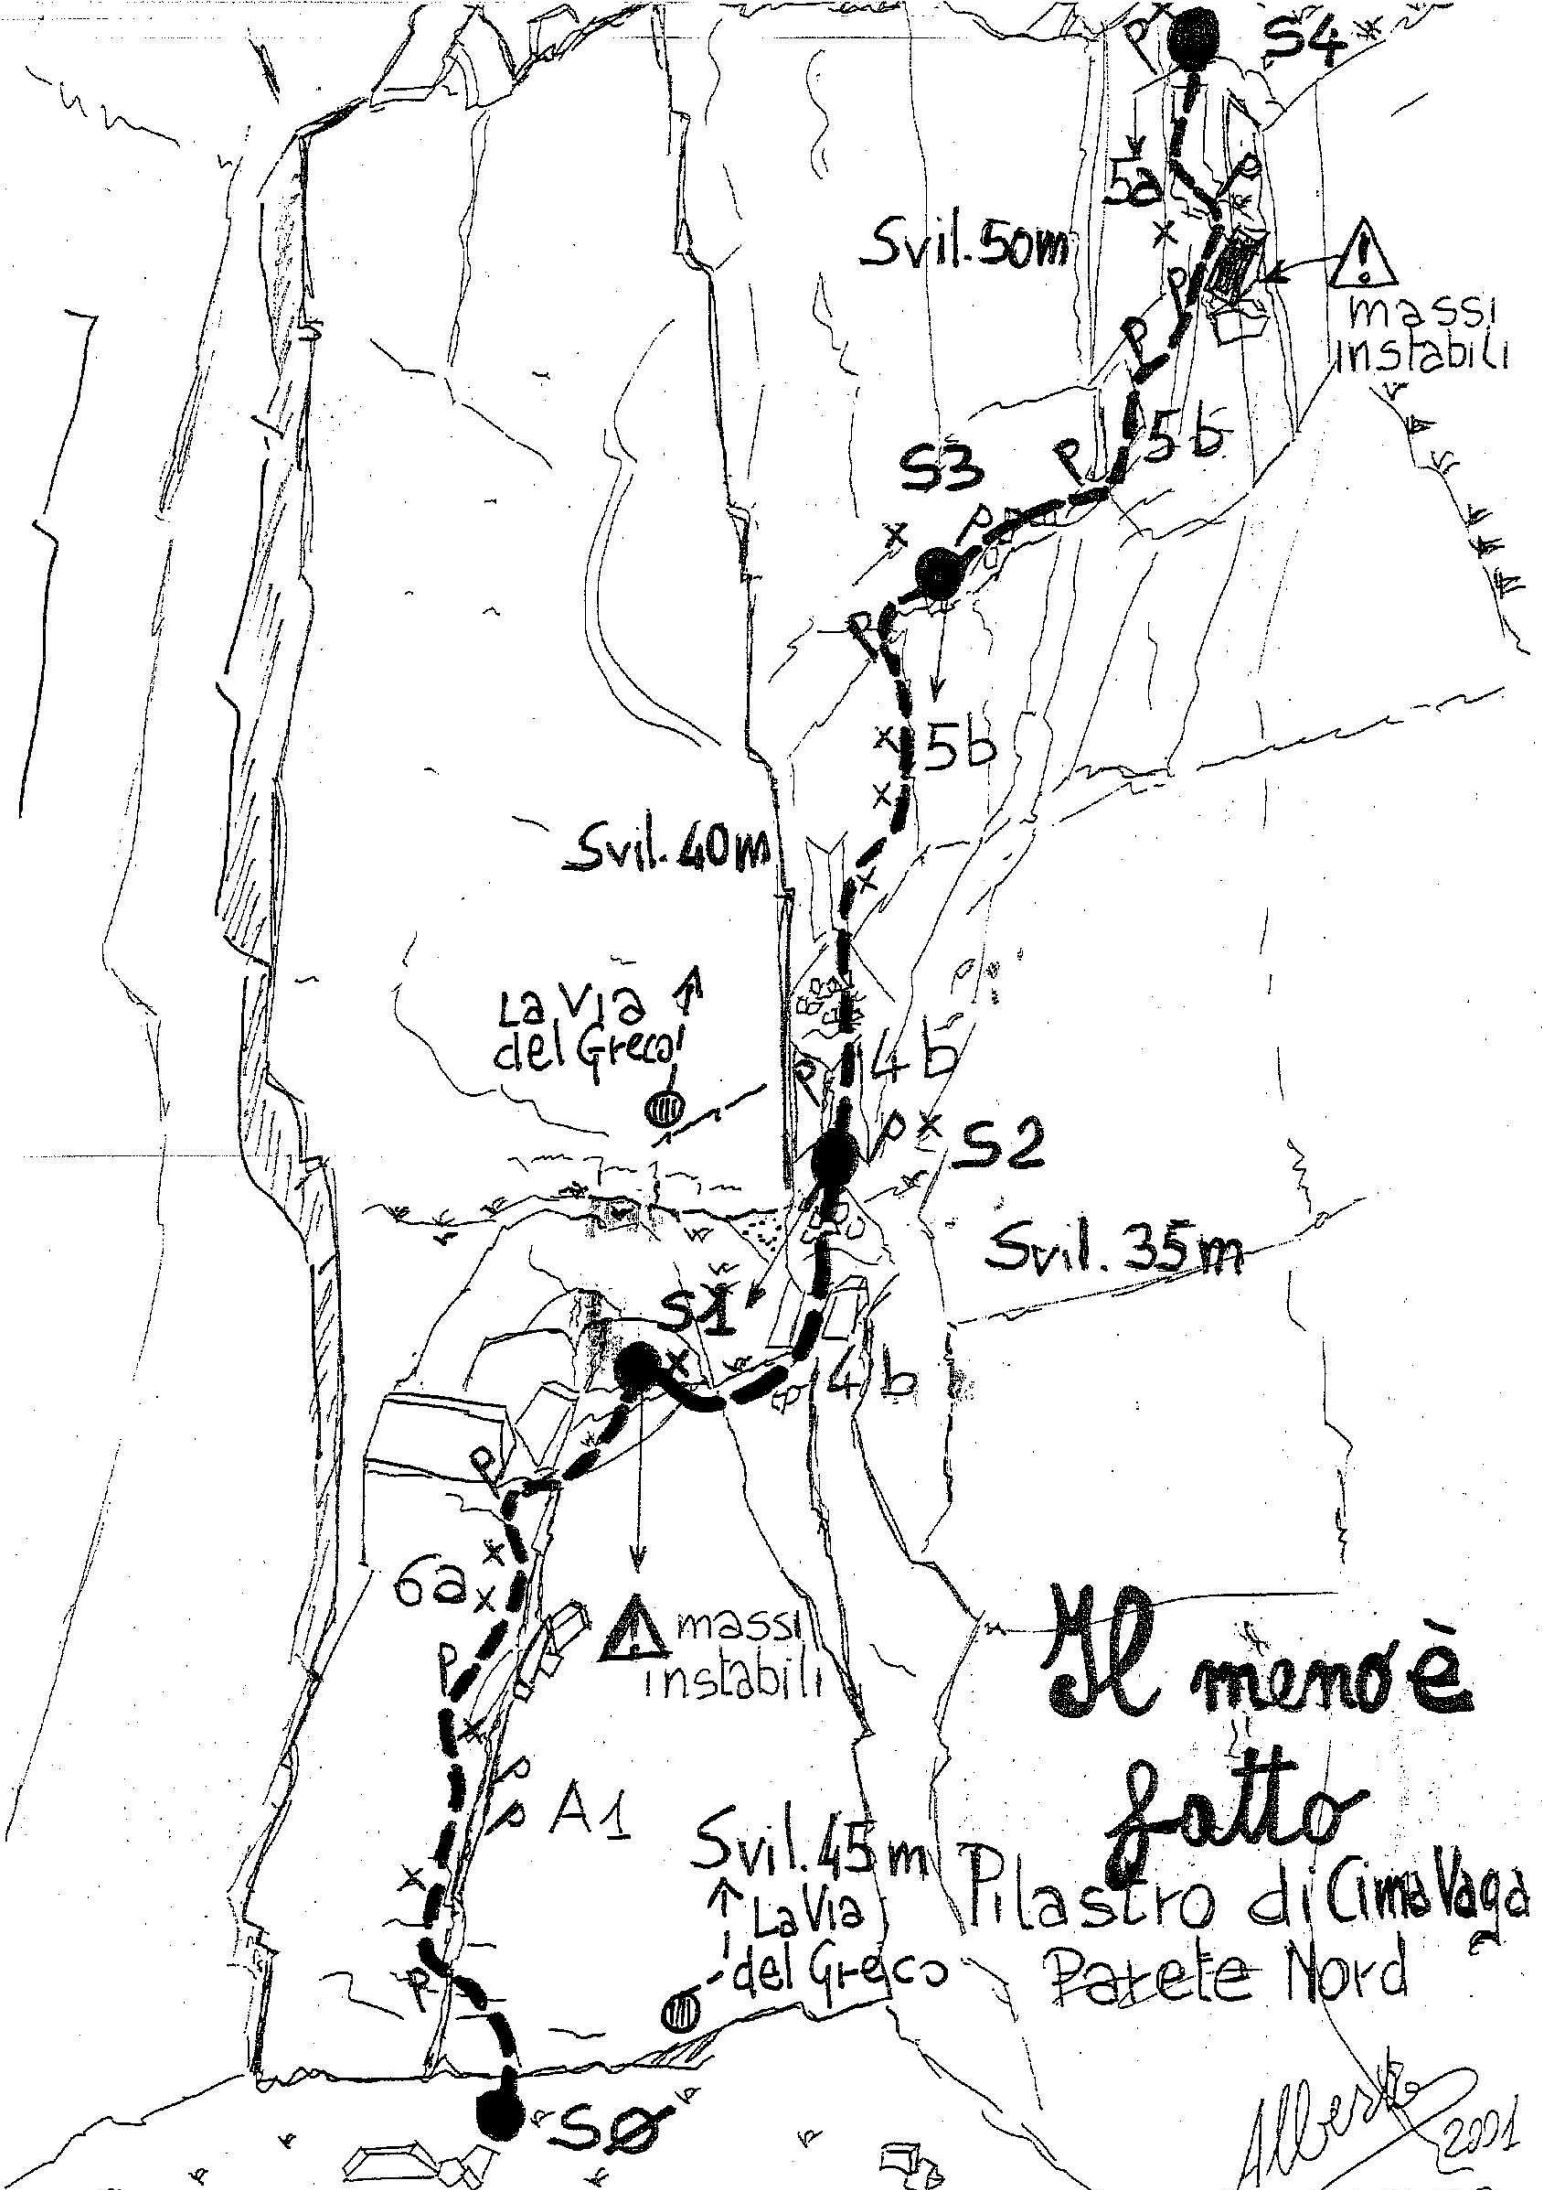 S4
5a
Svil. 50m
massi
instabili
5b
S3
5b
Svil. 40m
La Via
del Greco
4b
S2
Svil. 35m
S1
4b
6a
massi
instabili
A1
Svil. 45m
La Via
del Greco
Il meno è
fatto
Pilastro di Cima Vaga
Parete Nord
SØ
Alberto
2001